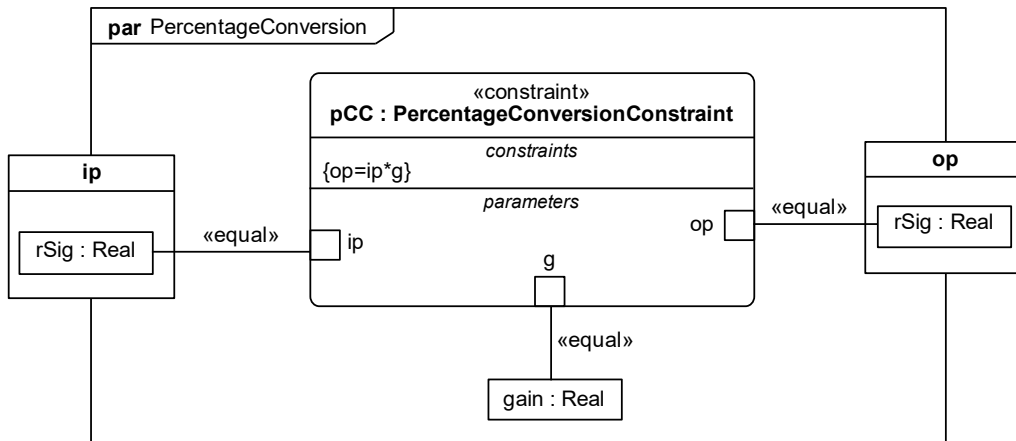 par PercentageConversion
«constraint»
pCC : PercentageConversionConstraint
constraints
{op=ip*g}
parameters
ip
rSig : Real
«equal»
ip
g
op
«equal»
op
rSig : Real
«equal»
gain : Real